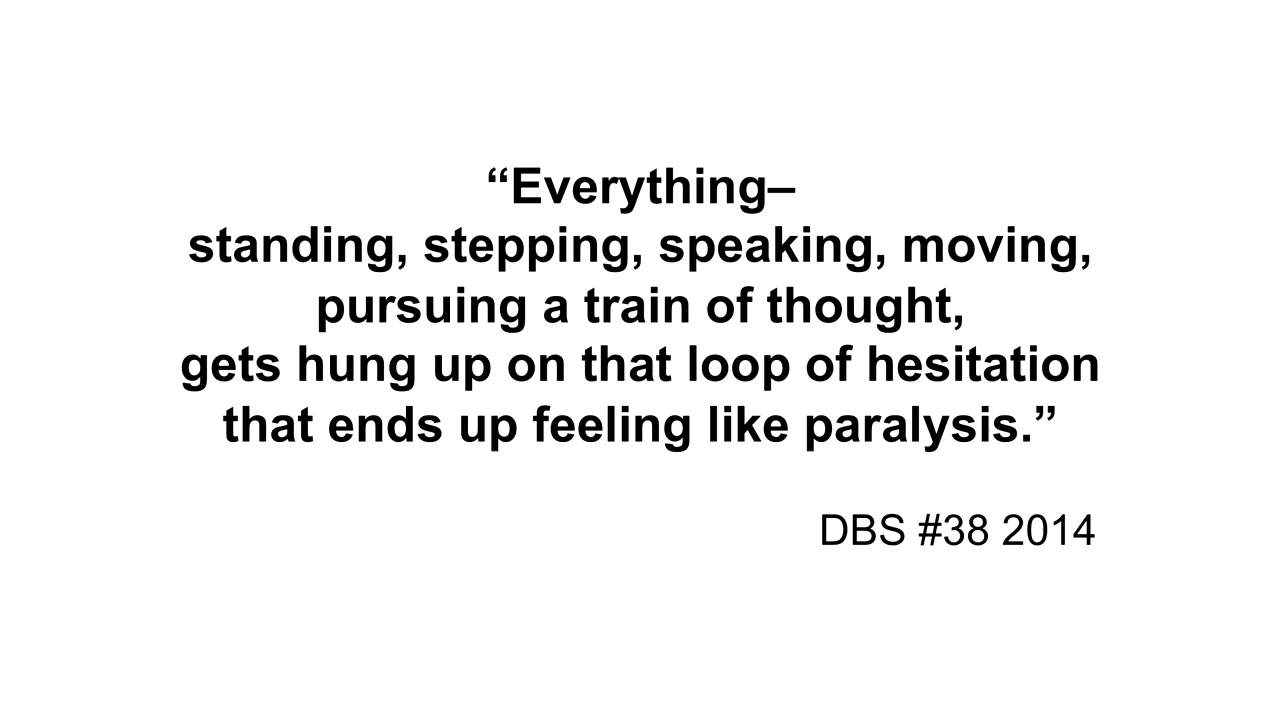 “Everything–
standing, stepping, speaking, moving,
pursuing a train of thought,
gets hung up on that loop of hesitation
that ends up feeling like paralysis.”
DBS #38 2014